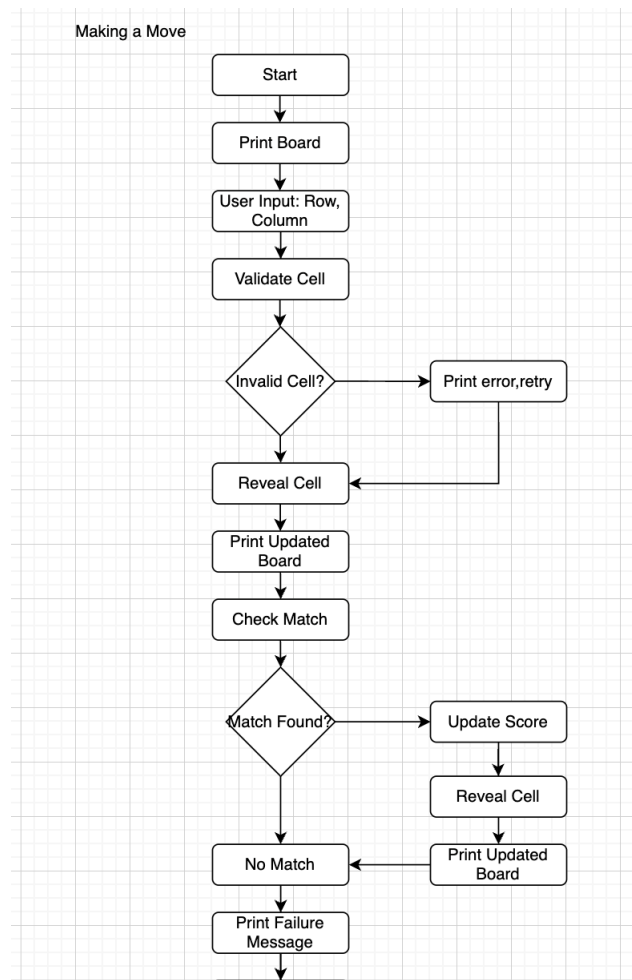 Making a Move
Start
Print Board
User Input: Row,
Column
Validate Cell
Invalid Cell?
Print error,retry
Reveal Cell
Print Updated
Board
Check Match
Match Found?
Update Score
Reveal Cell
Print Updated
Board
No Match
Print Failure
Message